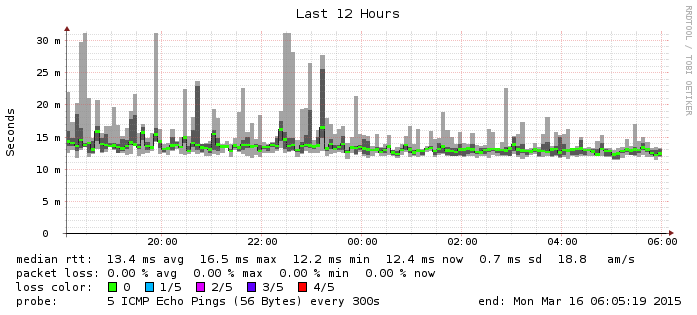 Last 12 Hours
RRDTOOL / TOBI OETIKER
Seconds
30 m
25 m
20 m
15 m
10 m
5 m
0
20:00 22:00 00:00 02:00 04:00 06:00
median rtt: 13.4 ms avg 16.5 ms max 12.2 ms min 12.4 ms now 0.7 ms sd 18.8 am/s
packet loss: 0.00 % avg 0.00 % max 0.00 % min 0.00 % now
loss color: 0 1/5 2/5 3/5 4/5
probe: 5 ICMP Echo Pings (56 Bytes) every 300s end: Mon Mar 16 06:05:19 2015